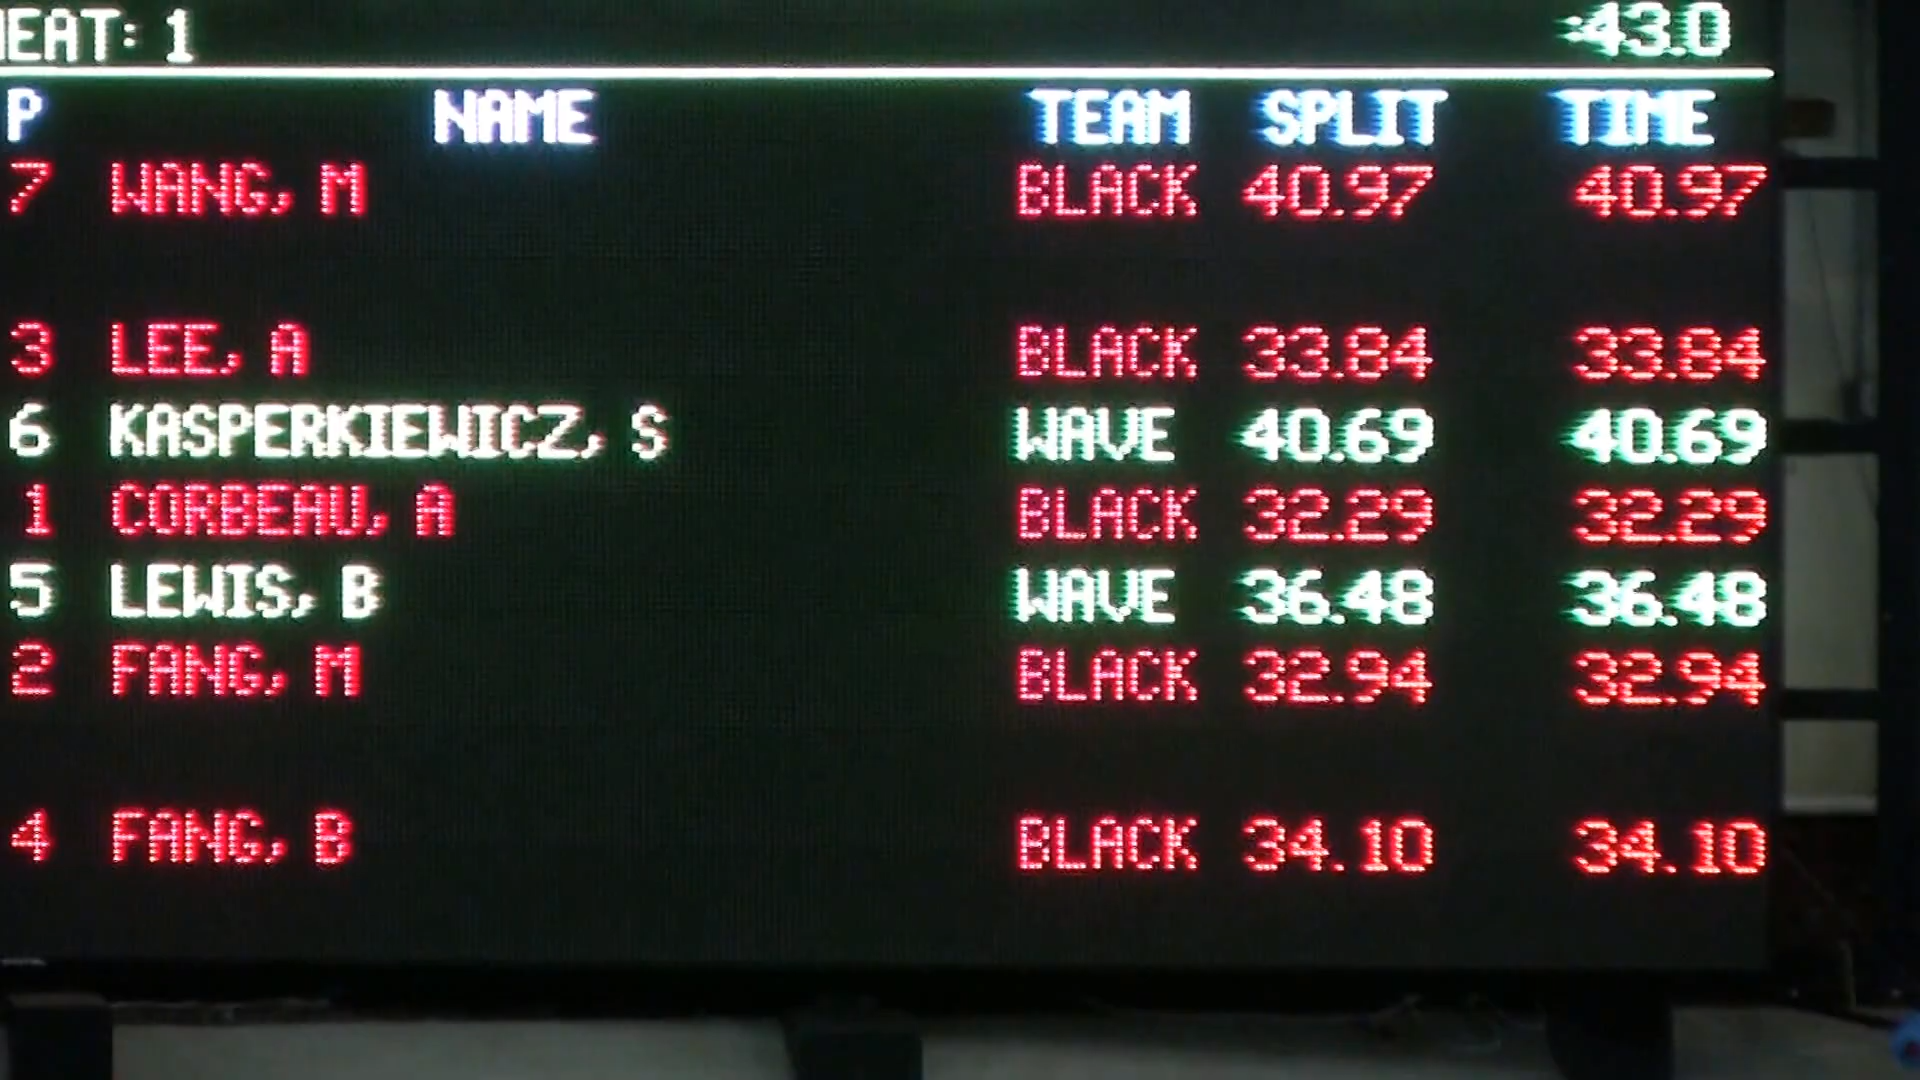 HEAT: 1 :43.0
P NAME TEAM SPLIT TIME
7 WANG, M BLACK 40.97 40.97
3 LEE, A BLACK 33.84 33.84
6 KASPERKIEWICZ, S WAVE 40.69 40.69
1 CORBEAU, A BLACK 32.29 32.29
5 LEWIS, B WAVE 36.48 36.48
2 FANG, M BLACK 32.94 32.94
4 FANG, B BLACK 34.10 34.10